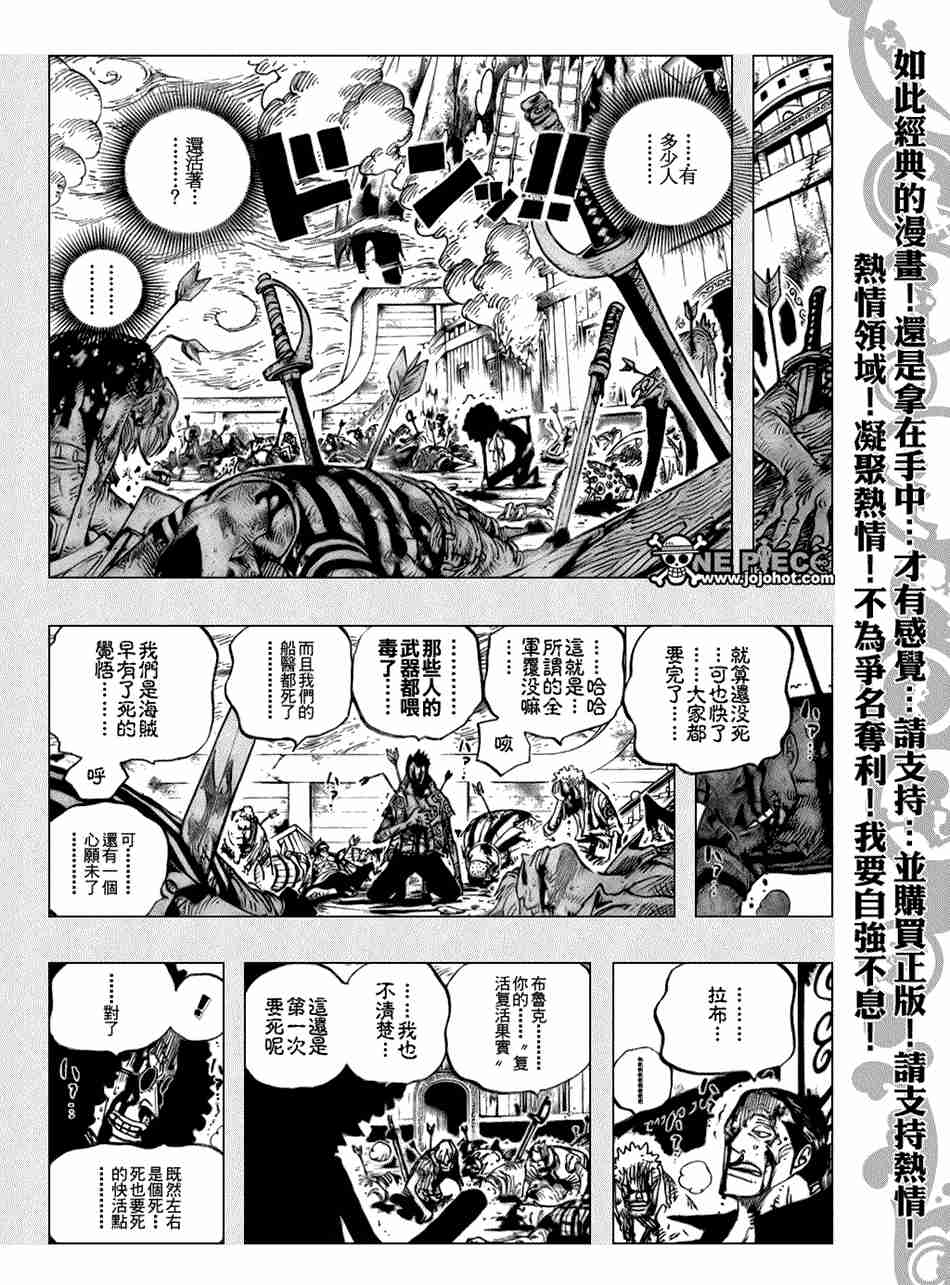 如此經典的漫畫！還是拿在手中…才有感覺…請支持…並購買正版！請支持熱情！
熱情領域！凝聚熱情！不為爭名奪利！我要自強不息！
……有
多少人
ドンッ!!
……
還活著…
……？
……
……
ONE PIECE
www.jojohot.com
就算還没死
…可也快了
……大家都
要完了……
……哈哈
這就是…
所謂的全
軍覆没嘛
咳
……
那些人的
武器都喂
毒了……
……
而且我們的
船醫都死了
我們是海賊
早有了死的
覺悟……
呼
可……
還有一個
心願未了
………
拉布…
………
布魯克……
你的……〝复
活复活果實〞
……我也
不清楚…
這還是
第一次
要死呢
！
……
……對了
既然左右
是個死…
死也要死
的快活點